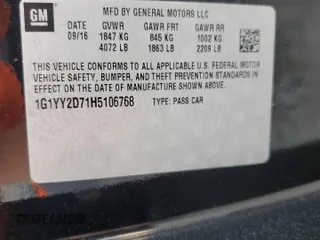 GM
MFD BY GENERAL MOTORS LLC
DATE GVWR GAWR FRT GAWR RR
09/16 1847 KG 845 KG 1002 KG
4072 LB 1863 LB 2209 LB
THIS VEHICLE CONFORMS TO ALL APPLICABLE U.S. FEDERAL MOTOR
VEHICLE SAFETY, BUMPER, AND THEFT PREVENTION STANDARDS IN
EFFECT ON THE DATE OF MANUFACTURE SHOWN ABOVE.
1G1YY2D71H5106768 TYPE: PASS CAR